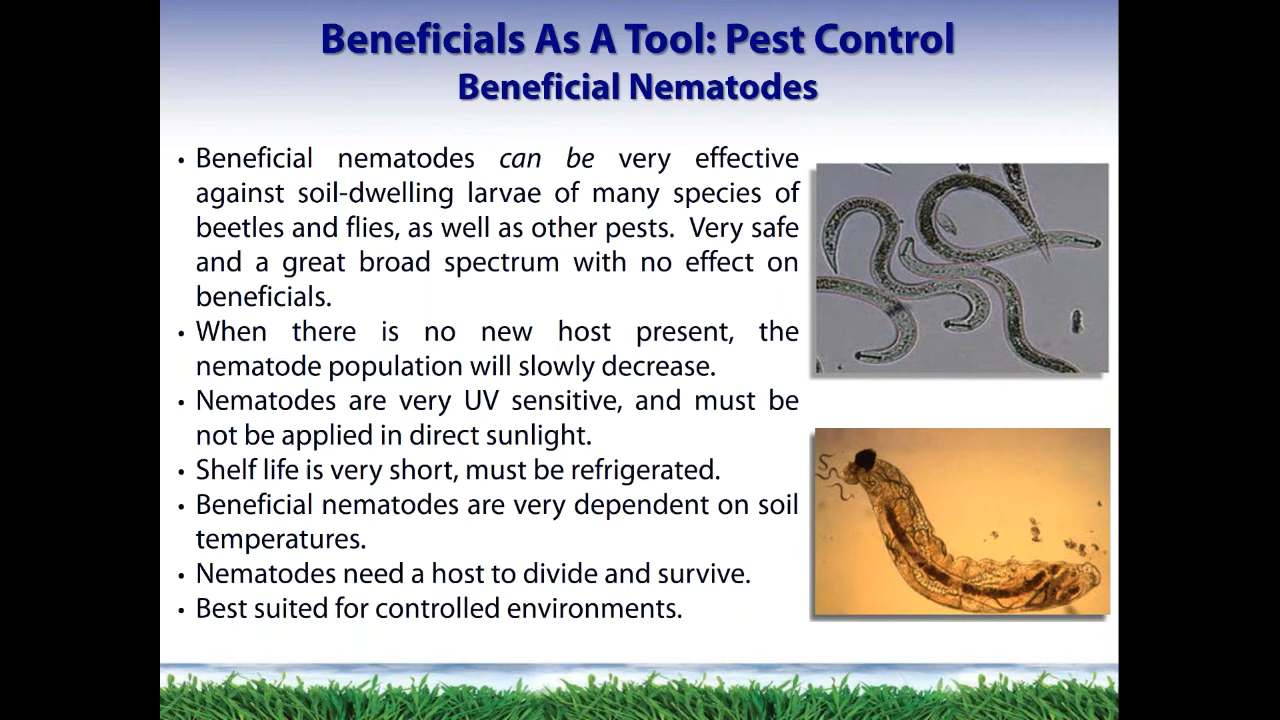 Beneficials As A Tool: Pest Control
Beneficial Nematodes
• Beneficial nematodes can be very effective
against soil-dwelling larvae of many species of
beetles and flies, as well as other pests. Very safe
and a great broad spectrum with no effect on
beneficials.
• When there is no new host present, the
nematode population will slowly decrease.
• Nematodes are very UV sensitive, and must be
not be applied in direct sunlight.
• Shelf life is very short, must be refrigerated.
• Beneficial nematodes are very dependent on soil
temperatures.
• Nematodes need a host to divide and survive.
• Best suited for controlled environments.